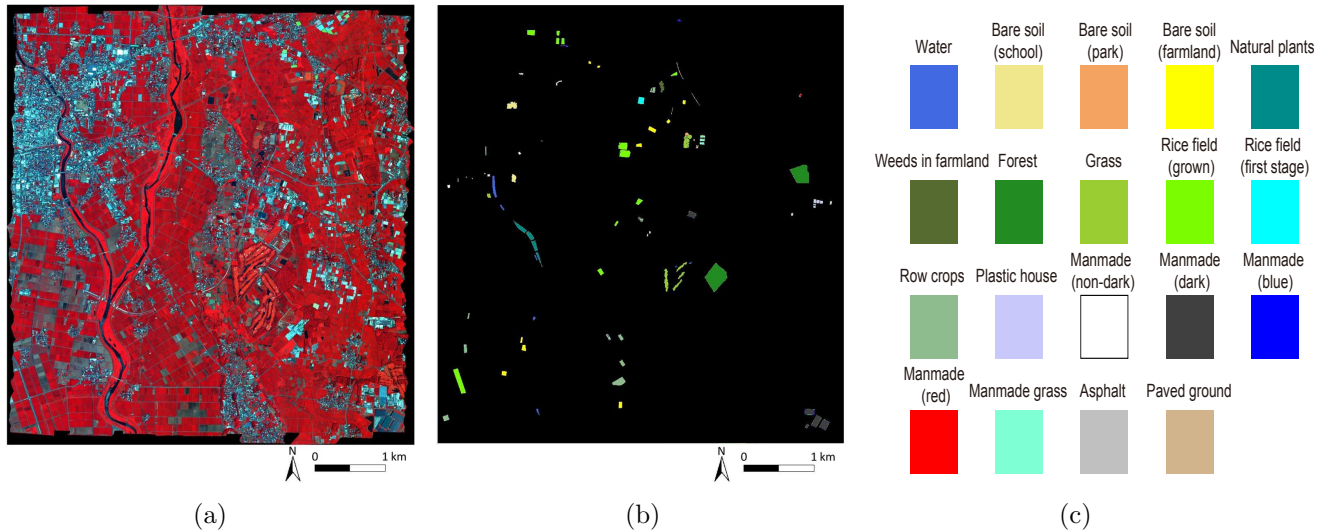 Water
Bare soil
(school)
Bare soil
(park)
Bare soil
(farmland)
Natural plants
Weeds in farmland
Forest
Grass
Rice field
(grown)
Rice field
(first stage)
Row crops
Plastic house
Manmade
(non-dark)
Manmade
(dark)
Manmade
(blue)
Manmade
(red)
Manmade grass
Asphalt
Paved ground
N
0 1 km
N
0 1 km
(a)
(b)
(c)